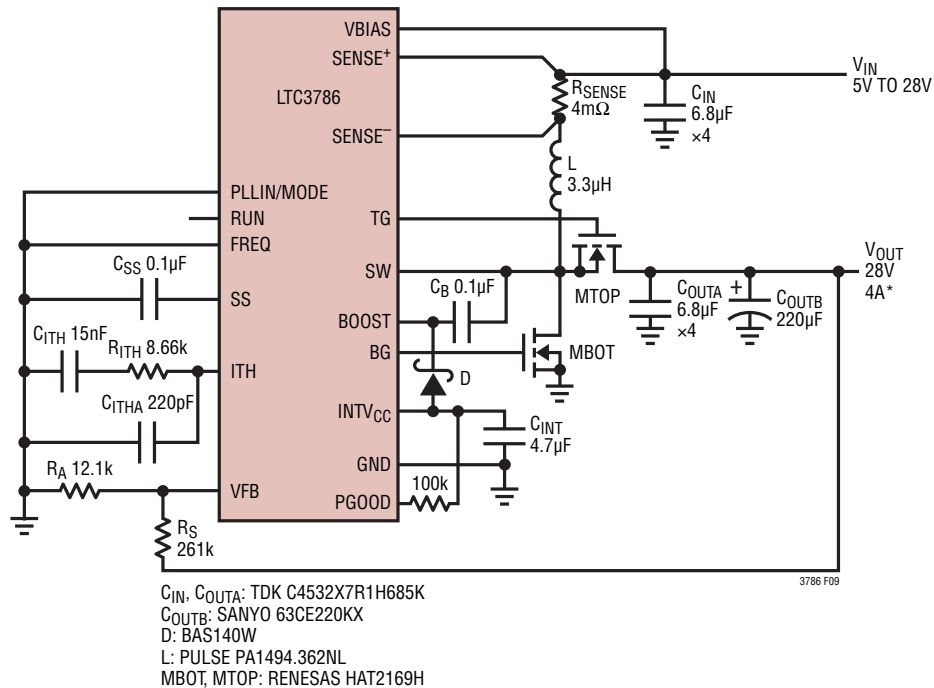 VBIAS
SENSE+
LTC3786
RSENSE
4mΩ
VIN
5V TO 28V
CIN
6.8µF
×4
SENSE–
L
3.3µH
PLLIN/MODE
RUN
FREQ
TG
CSS 0.1µF
SW
VOUT
28V
4A*
MTOP
COUTA
6.8µF
×4
+
COUTB
220µF
CB 0.1µF
SS
BOOST
CITH 15nF
RITH 8.66k
BG
MBOT
ITH
D
CITHA 220pF
INTVCC
CINT
4.7µF
GND
RA 12.1k
VFB
100k
PGOOD
RS
261k
3786 F09
CIN, COUTA: TDK C4532X7R1H685K
COUTB: SANYO 63CE220KX
D: BAS140W
L: PULSE PA1494.362NL
MBOT, MTOP: RENESAS HAT2169H